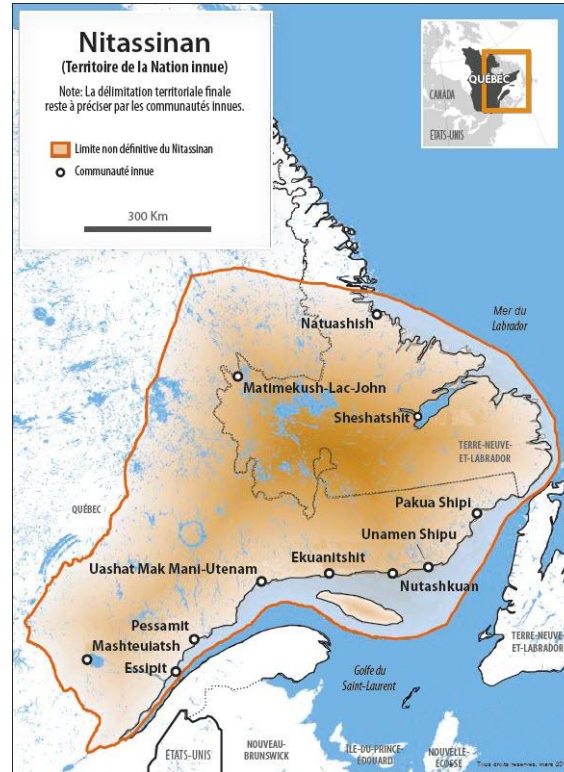 Nitassinan
(Territoire de la Nation innue)
Note: La délimitation territoriale finale
reste à préciser par les communautés innues.
Limite non définitive du Nitassinan
Communauté innue
300 Km
QUÉBEC
CANADA
ÉTATS-UNIS
Mer du
Labrador
Natuashish
Matimekush-Lac-John
Sheshatshit
TERRE-NEUVE-
ET-LABRADOR
QUÉBEC
Pakua Shipi
Unamen Shipu
Ekuanitshit
Uashat Mak Mani-Utenam
Nutashkuan
Pessamit
Mashteuiatsh
Essipit
TERRE-NEUVE-
ET-LABRADOR
Golfe du
Saint-Laurent
ÉTATS-UNIS
NOUVEAU-
BRUNSWICK
ÎLE-DU-PRINCE-
ÉDOUARD
NOUVELLE-
ÉCOSSE
Tous droits reservés, mars